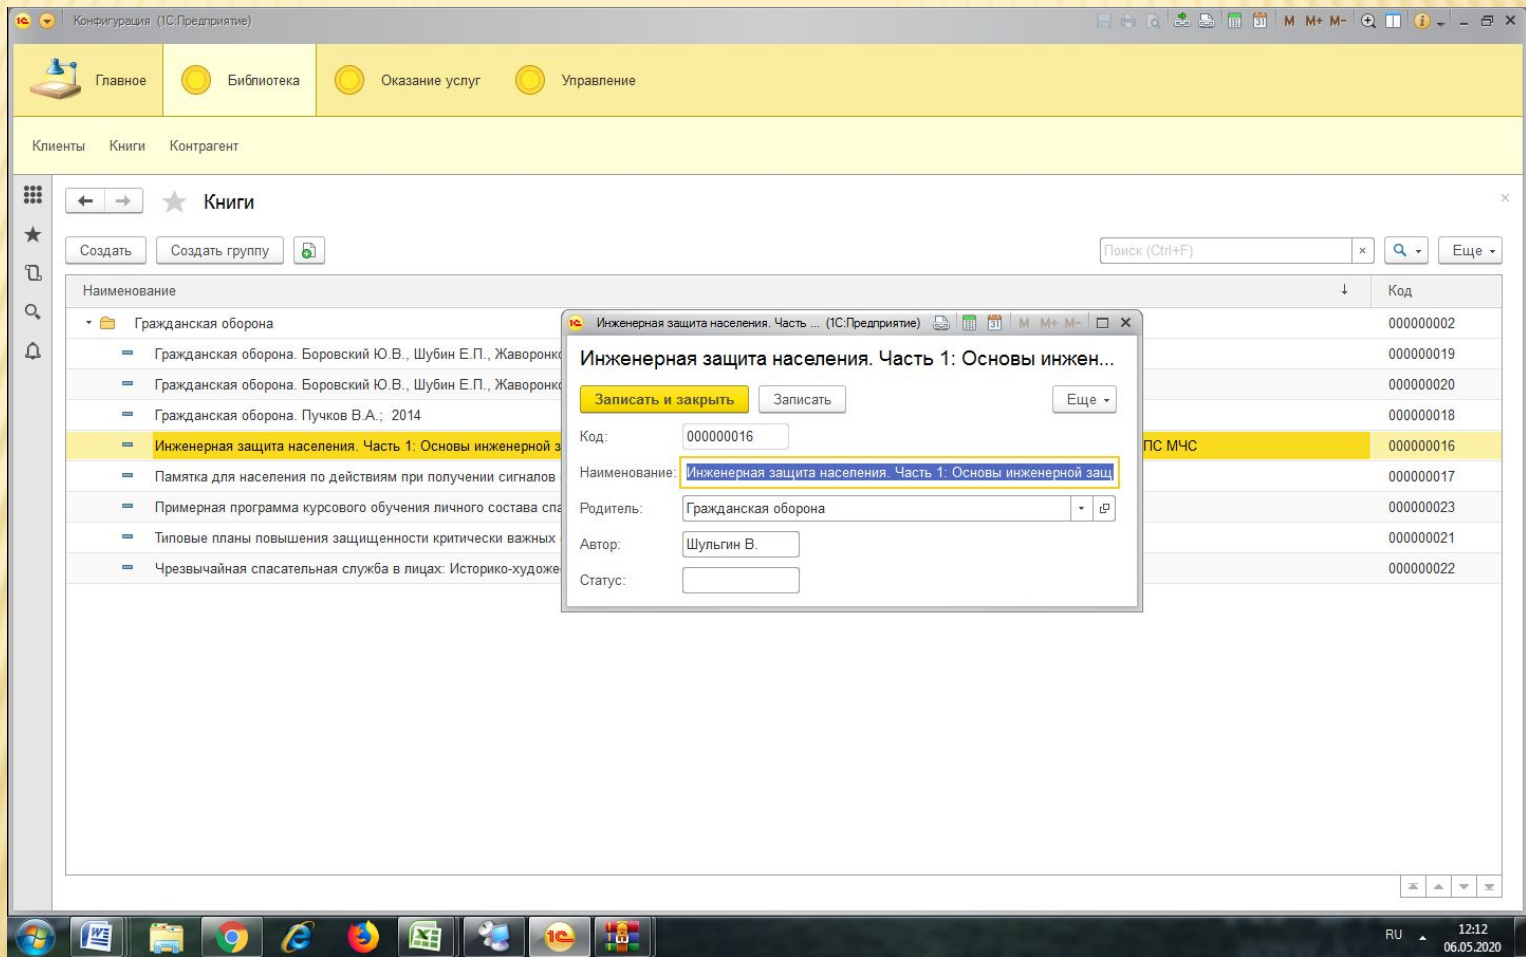 Конфигурация (1С:Предприятие)
M M+ M-
Главное
Библиотека
Оказание услуг
Управление
Клиенты Книги Контрагент
Книги
Создать Создать группу Поиск (Ctrl+F) × Еще
Наименование ↓ Код
Гражданская оборона 000000002
Гражданская оборона. Боровский Ю.В., Шубин Е.П., Жаворонк 000000019
Гражданская оборона. Боровский Ю.В., Шубин Е.П., Жаворонк 000000020
Гражданская оборона. Пучков В.А.; 2014 000000018
Инженерная защита населения. Часть 1: Основы инженерной з ПС МЧС 000000016
Памятка для населения по действиям при получении сигналов 000000017
Примерная программа курсового обучения личного состава спа 000000023
Типовые планы повышения защищенности критически важных 000000021
Чрезвычайная спасательная служба в лицах: Историко-художе 000000022
Инженерная защита населения. Часть ... (1С:Предприятие) 31 M M+ M-
Инженерная защита населения. Часть 1: Основы инжен...
Записать и закрыть Записать Еще
Код: 000000016
Наименование: Инженерная защита населения. Часть 1: Основы инженерной защ
Родитель: Гражданская оборона
Автор: Шульгин В.
Статус:
RU 12:12
06.05.2020